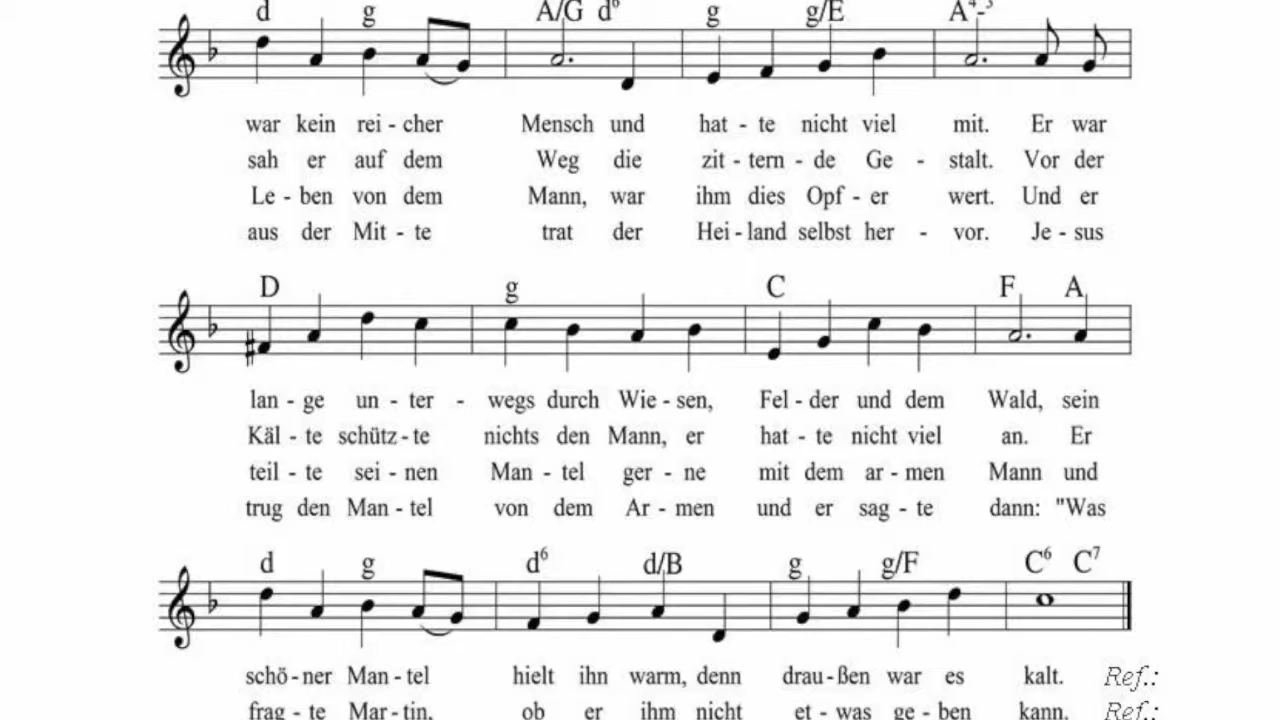 d g A/G d⁶ g g/E A⁴-³
war kein rei - cher Mensch und hat - te nicht viel mit. Er war
sah er auf dem Weg die zit - tern - de Ge - stalt. Vor der
Le - ben von dem Mann, war ihm dies Opf - er wert. Und er
aus der Mit - te trat der Hei - land selbst her - vor. Je - sus
D g C F A
lan - ge un - ter - wegs durch Wie - sen, Fel - der und dem Wald, sein
Käl - te schütz - te nichts den Mann, er hat - te nicht viel an. Er
teil - te sei - nen Man - tel ger - ne mit dem ar - men Mann und
trug den Man - tel von dem Ar - men und er sag - te dann: "Was
d g d⁶ d/B g g/F C⁶ C⁷
schö - ner Man - tel hielt ihn warm, denn drau - ßen war es kalt. Ref.:
frag - te Mar - tin, ob er ihm nicht et - was ge - ben kann. Ref.: